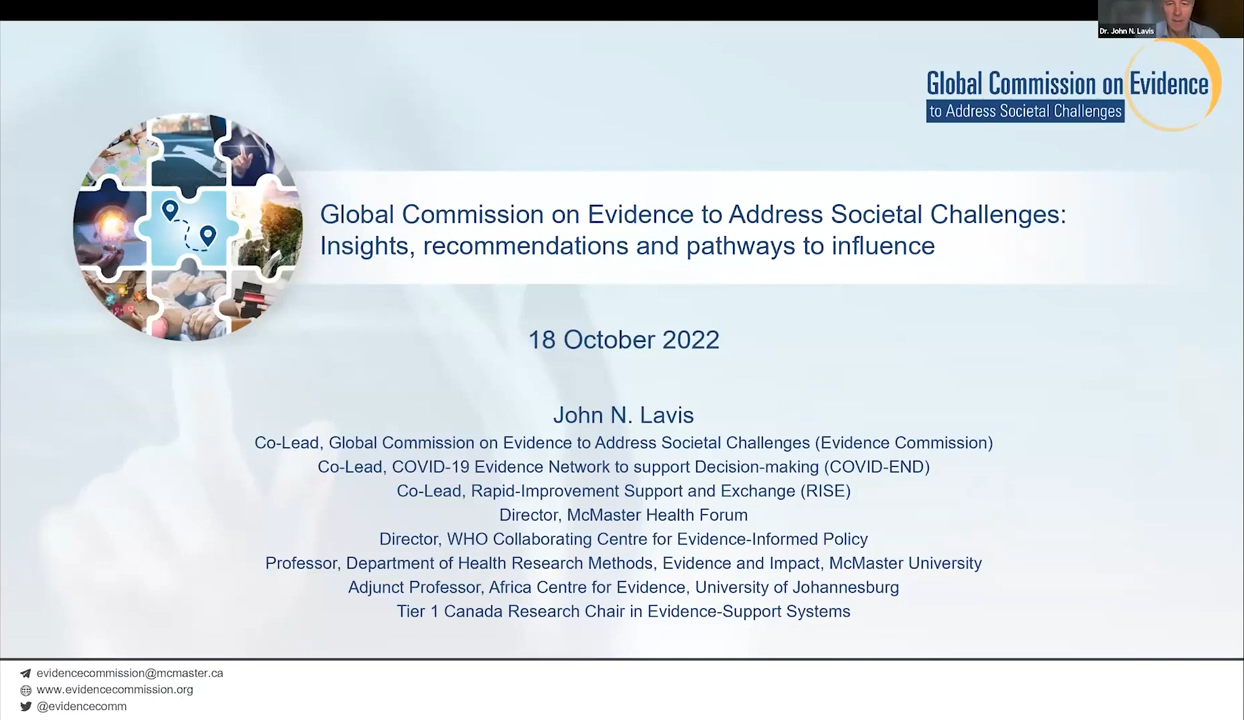 Dr. John N. Lavis
Global Commission on Evidence
to Address Societal Challenges
Global Commission on Evidence to Address Societal Challenges:
Insights, recommendations and pathways to influence
18 October 2022
John N. Lavis
Co-Lead, Global Commission on Evidence to Address Societal Challenges (Evidence Commission)
Co-Lead, COVID-19 Evidence Network to support Decision-making (COVID-END)
Co-Lead, Rapid-Improvement Support and Exchange (RISE)
Director, McMaster Health Forum
Director, WHO Collaborating Centre for Evidence-Informed Policy
Professor, Department of Health Research Methods, Evidence and Impact, McMaster University
Adjunct Professor, Africa Centre for Evidence, University of Johannesburg
Tier 1 Canada Research Chair in Evidence-Support Systems
evidencecommission@mcmaster.ca
www.evidencecommission.org
@evidencecomm